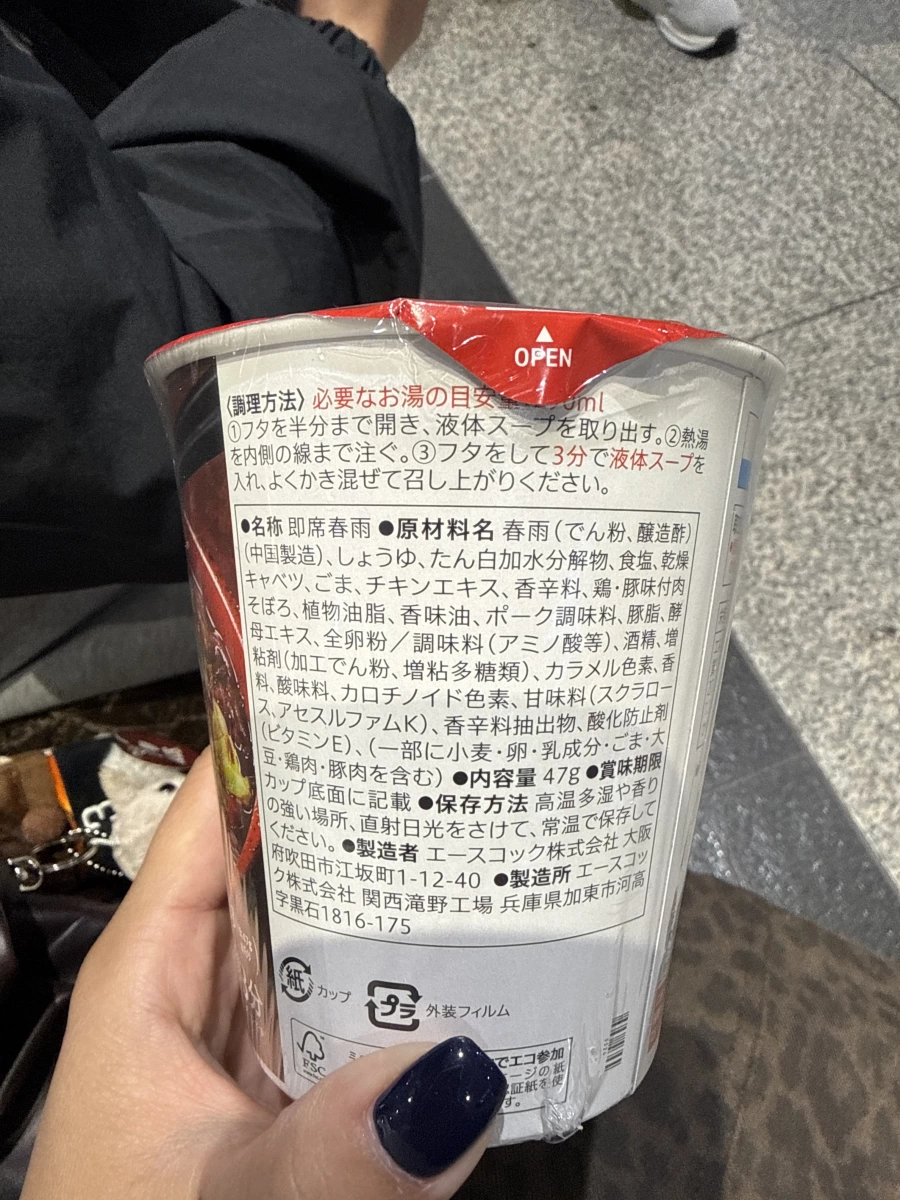 OPEN
〈調理方法〉必要なお湯の目安
①フタを半分まで開き、液体スープを取り出す。②熱湯
を内側の線まで注ぐ。③フタをして3分で液体スープを
入れ、よくかき混ぜて召し上がりください。
●名称 即席春雨 ●原材料名 春雨(でん粉、醸造酢)
(中国製造)、しょうゆ、たん白加水分解物、食塩、乾燥
キャベツ、ごま、チキンエキス、香辛料、鶏・豚味付肉
そぼろ、植物油脂、香味油、ポーク調味料、豚脂、酵
母エキス、全卵粉/調味料(アミノ酸等)、酒精、増
粘剤(加工でん粉、増粘多糖類)、カラメル色素、香
料、酸味料、カロチノイド色素、甘味料(スクラロー
ス、アセスルファムK)、香辛料抽出物、酸化防止剤
(ビタミンE)、(一部に小麦・卵・乳成分・ごま・大
豆・鶏肉・豚肉を含む) ●内容量 47g ●賞味期限
カップ底面に記載 ●保存方法 高温多湿や香り
の強い場所、直射日光をさけて、常温で保存して
ください。●製造者 エースコック株式会社 大阪
府吹田市江坂町1-12-40 ●製造所 エースコッ
ク株式会社 関西滝野工場 兵庫県加東市河高
字黒石1816-175
紙 カップ
プラ 外装フィルム
FSC
でエコ参加
ージの紙
証紙を使
す。